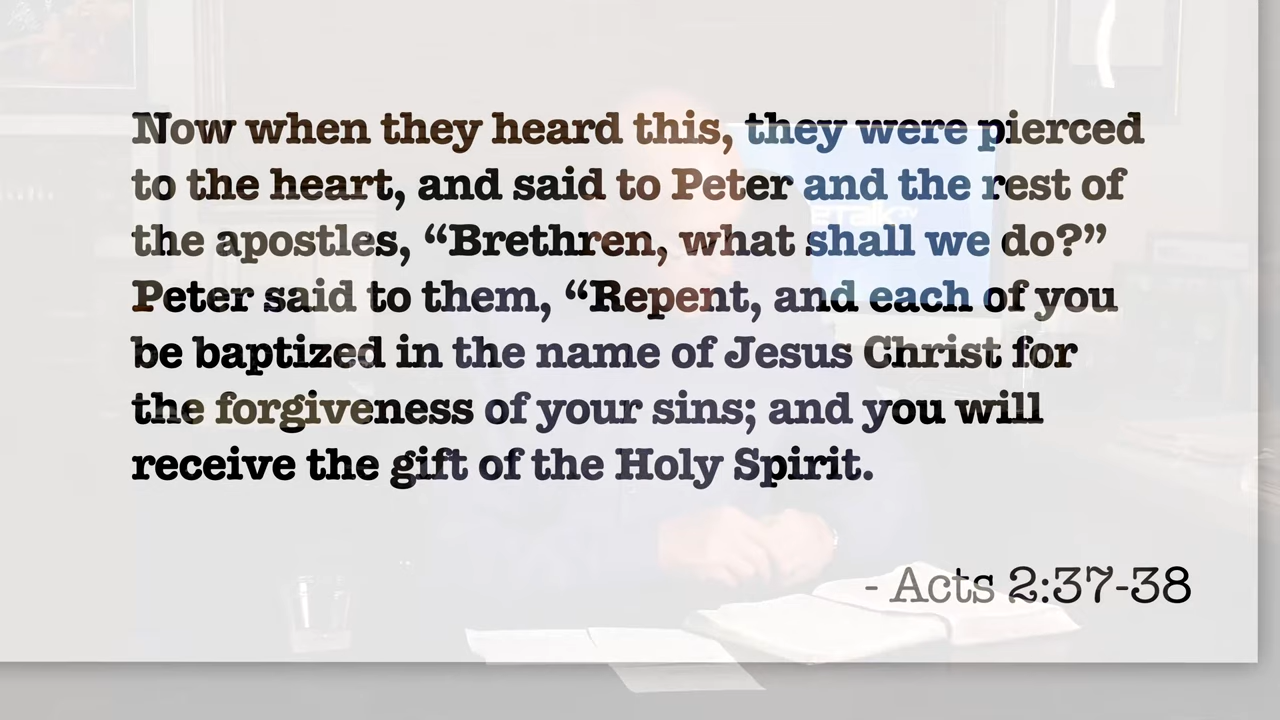 Now when they heard this, they were pierced
to the heart, and said to Peter and the rest of
the apostles, “Brethren, what shall we do?”
Peter said to them, “Repent, and each of you
be baptized in the name of Jesus Christ for
the forgiveness of your sins; and you will
receive the gift of the Holy Spirit.
- Acts 2:37-38